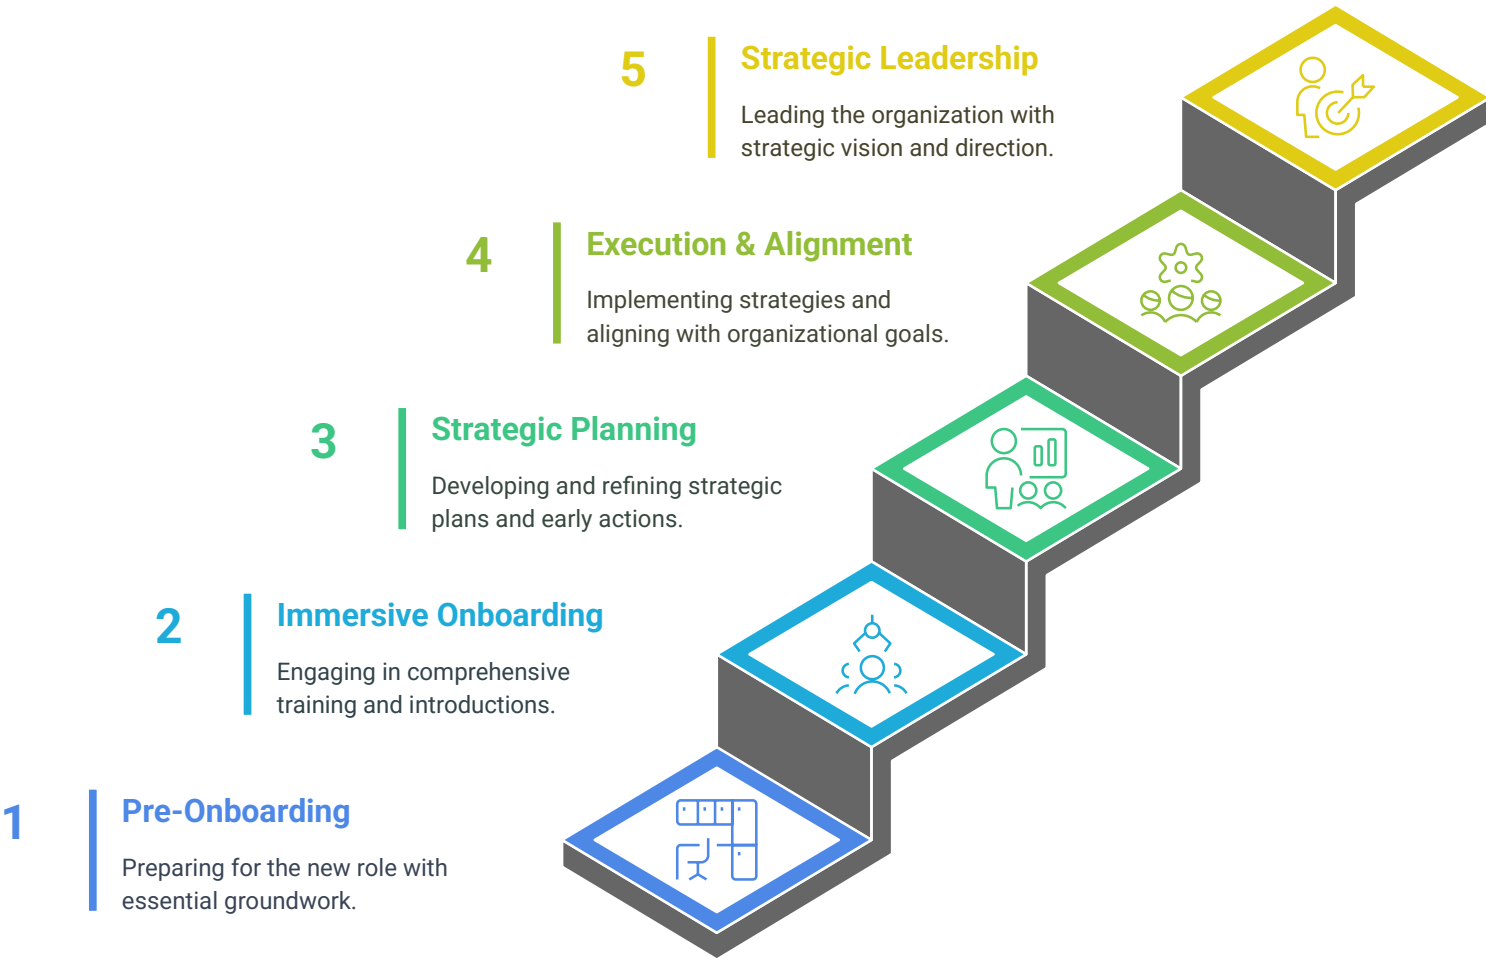 5
Strategic Leadership
Leading the organization with
strategic vision and direction.
4
Execution & Alignment
Implementing strategies and
aligning with organizational goals.
3
Strategic Planning
Developing and refining strategic
plans and early actions.
2
Immersive Onboarding
Engaging in comprehensive
training and introductions.
1
Pre-Onboarding
Preparing for the new role with
essential groundwork.